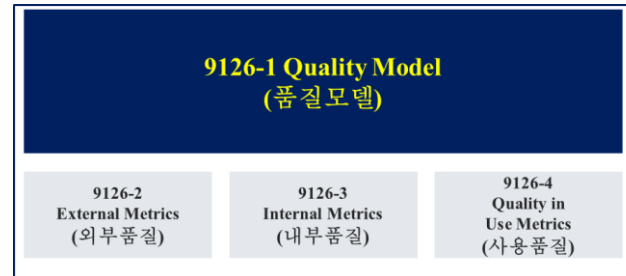 9126-1 Quality Model
(품질모델)
9126-2
External Metrics
(외부품질)
9126-3
Internal Metrics
(내부품질)
9126-4
Quality in
Use Metrics
(사용품질)